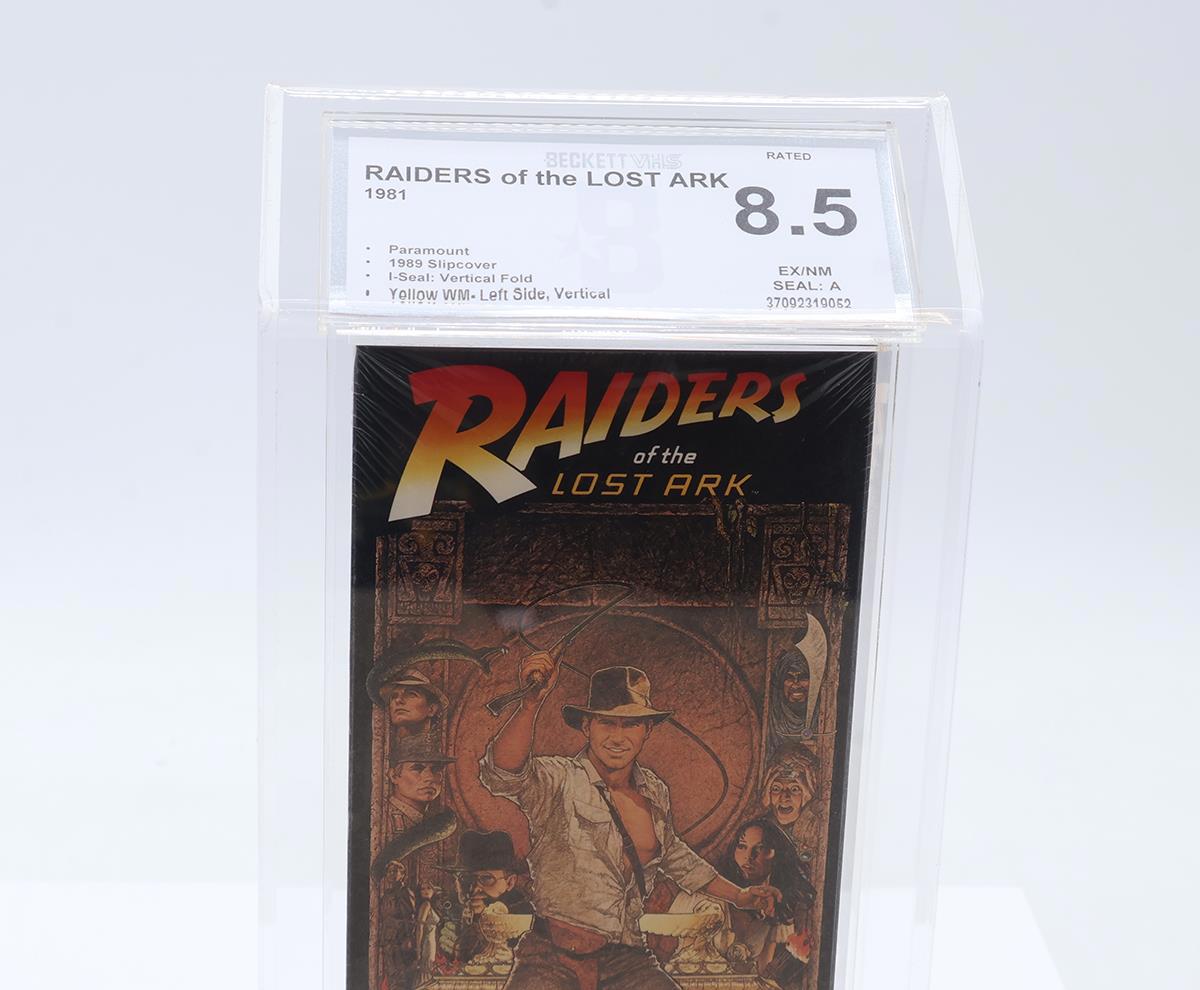 BECKETT VHS
RATED
RAIDERS of the LOST ARK
1981
8.5
• Paramount
• 1989 Slipcover
• I-Seal: Vertical Fold
• Yellow WM- Left Side, Vertical
EX/NM
SEAL: A
37092319052
B
RAIDERS
of the
LOST ARK